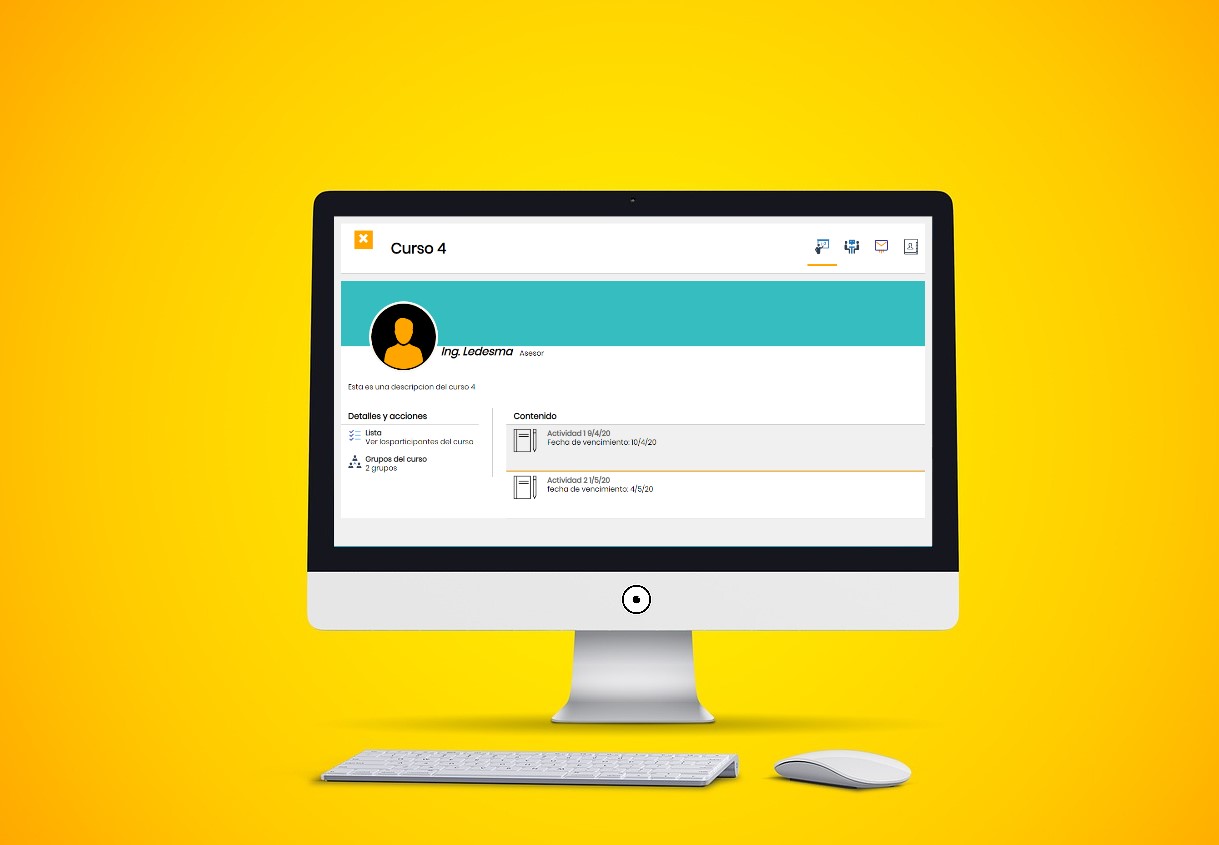 Curso 4
Ing. Ledesma Asesor
Esta es una descripcion del curso 4
Detalles y acciones
Lista
Ver losparticipantes del curso
Grupos del curso
2 grupos
Contenido
Actividad 1 9/4/20
Fecha de vencimiento: 10/4/20
Actividad 2 1/5/20
fecha de vencimiento: 4/5/20